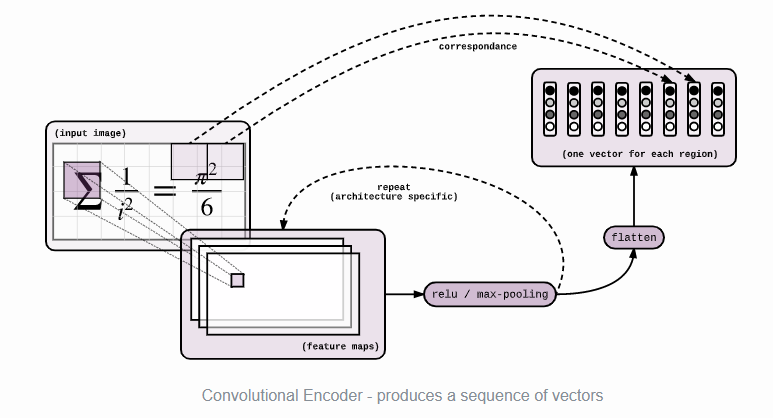 correspondance
(input image)
∑ 1/i² = π²/6
(one vector for each region)
repeat
(architecture specific)
flatten
relu / max-pooling
(feature maps)
Convolutional Encoder - produces a sequence of vectors